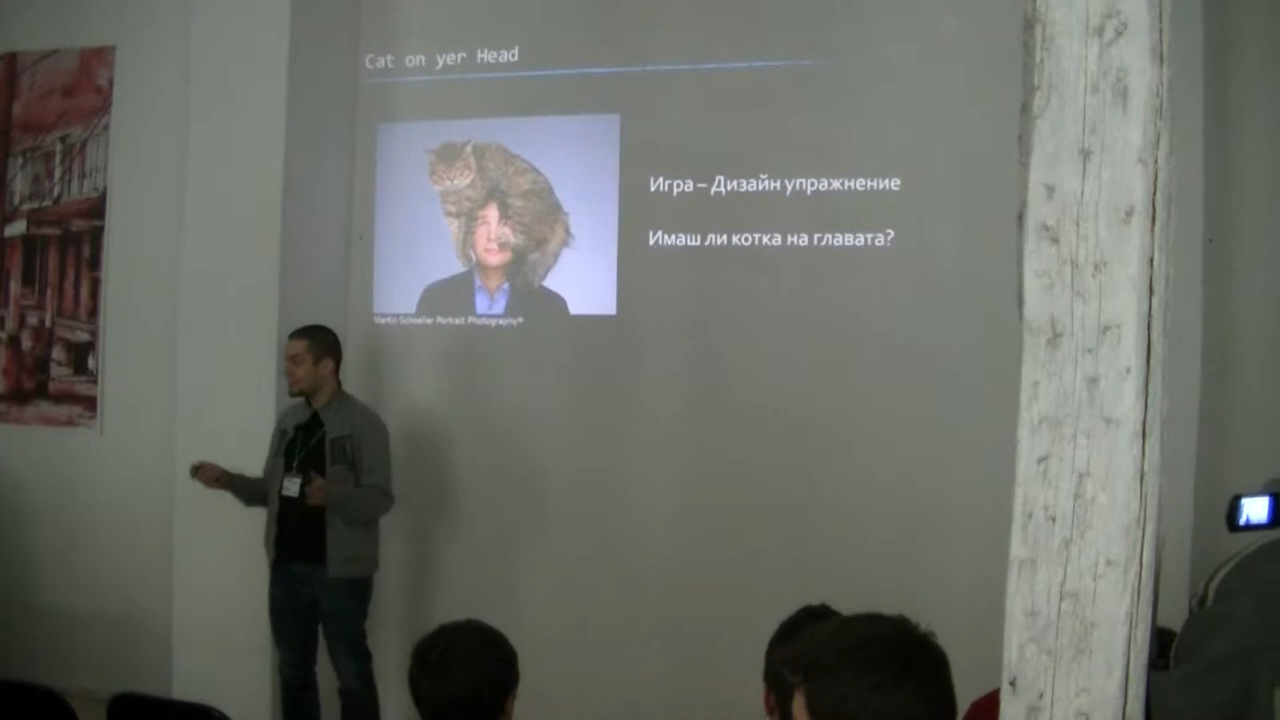 Cat on yer Head
Игра – Дизайн упражнение
Имаш ли котка на главата?
Martin Schoeller Portrait Photography®